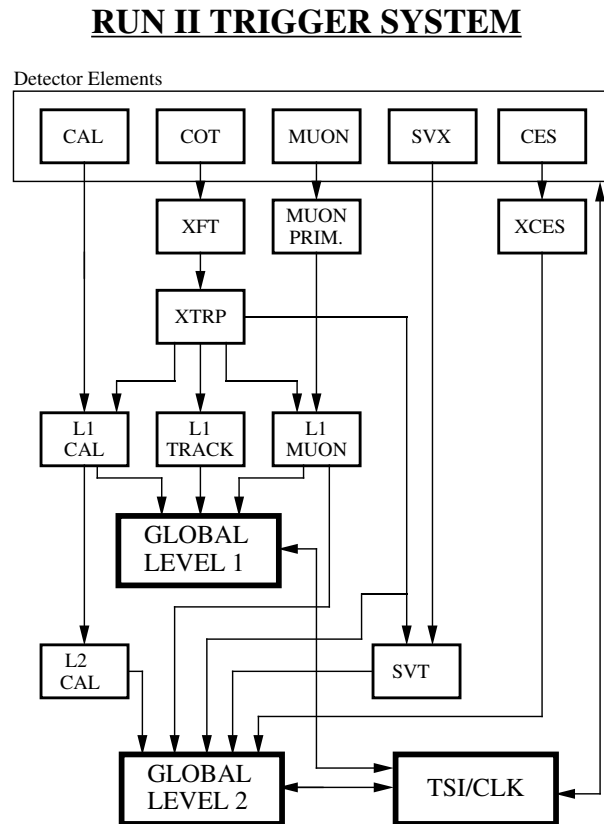 RUN II TRIGGER SYSTEM
Detector Elements
CAL
COT
MUON
SVX
CES
XFT
MUON
PRIM.
XCES
XTRP
L1
CAL
L1
TRACK
L1
MUON
GLOBAL
LEVEL 1
L2
CAL
SVT
GLOBAL
LEVEL 2
TSI/CLK